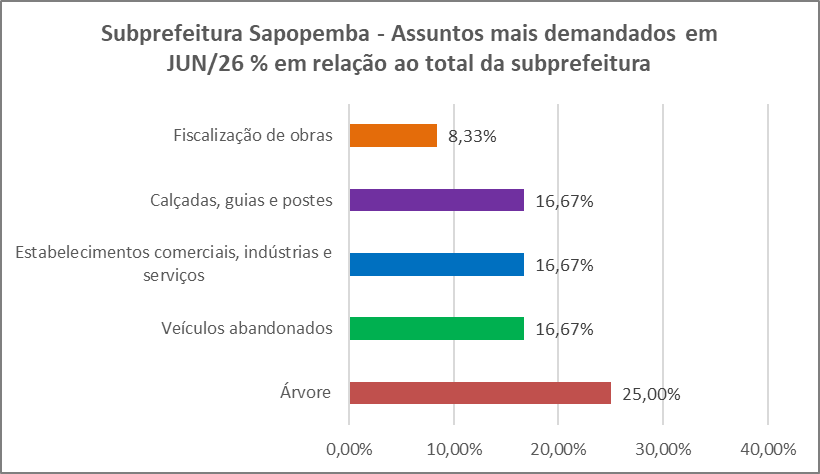 Subprefeitura Sapopemba - Assuntos mais demandados em
JUN/26 % em relação ao total da subprefeitura
Fiscalização de obras
8,33%
Calçadas, guias e postes
16,67%
Estabelecimentos comerciais, indústrias e
serviços
16,67%
Veículos abandonados
16,67%
Árvore
25,00%
0,00%
10,00%
20,00%
30,00%
40,00%